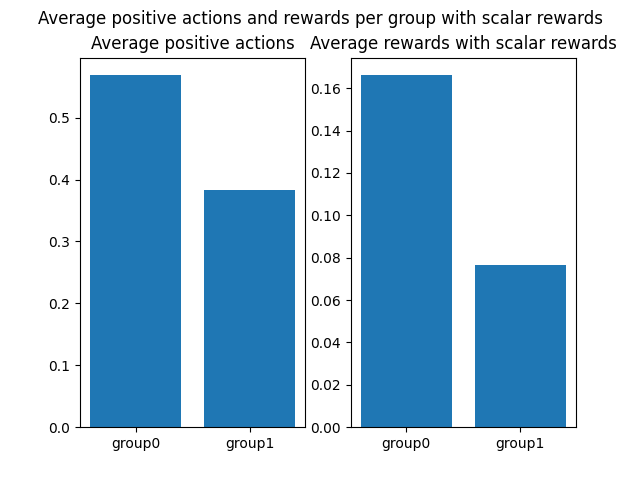 Average positive actions and rewards per group with scalar rewards
Average positive actions
0.5
0.4
0.3
0.2
0.1
0.0
group0
group1
Average rewards with scalar rewards
0.16
0.14
0.12
0.10
0.08
0.06
0.04
0.02
0.00
group0
group1